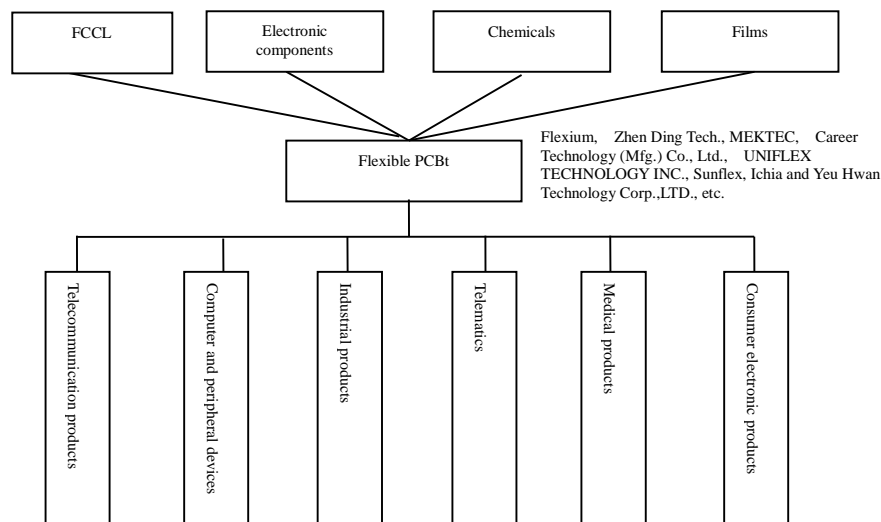 FCCL
Electronic
components
Chemicals
Films
Flexible PCBt
Flexium, Zhen Ding Tech., MEKTEC, Career
Technology (Mfg.) Co., Ltd., UNIFLEX
TECHNOLOGY INC., Sunflex, Ichia and Yeu Hwan
Technology Corp.,LTD., etc.
Telecommunication products
Computer and peripheral devices
Industrial products
Telematics
Medical products
Consumer electronic products